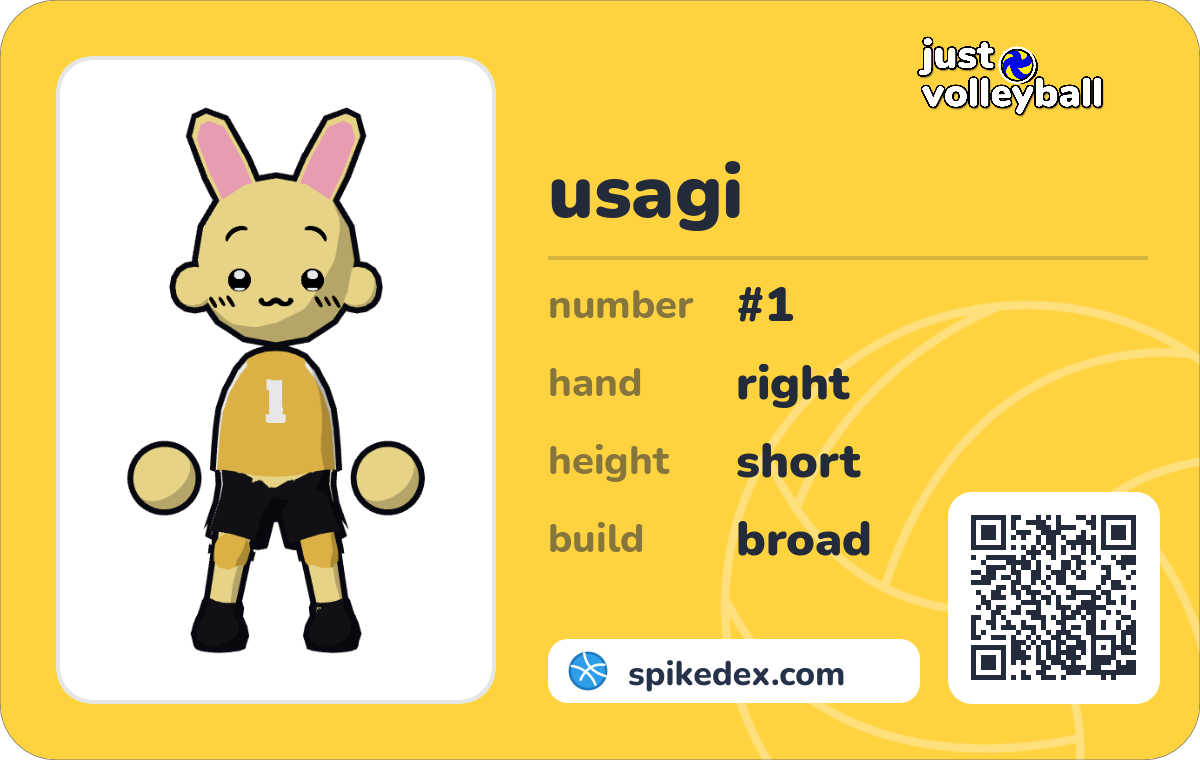 just
volleyball
usagi
number #1
hand right
height short
build broad
1
spikedex.com